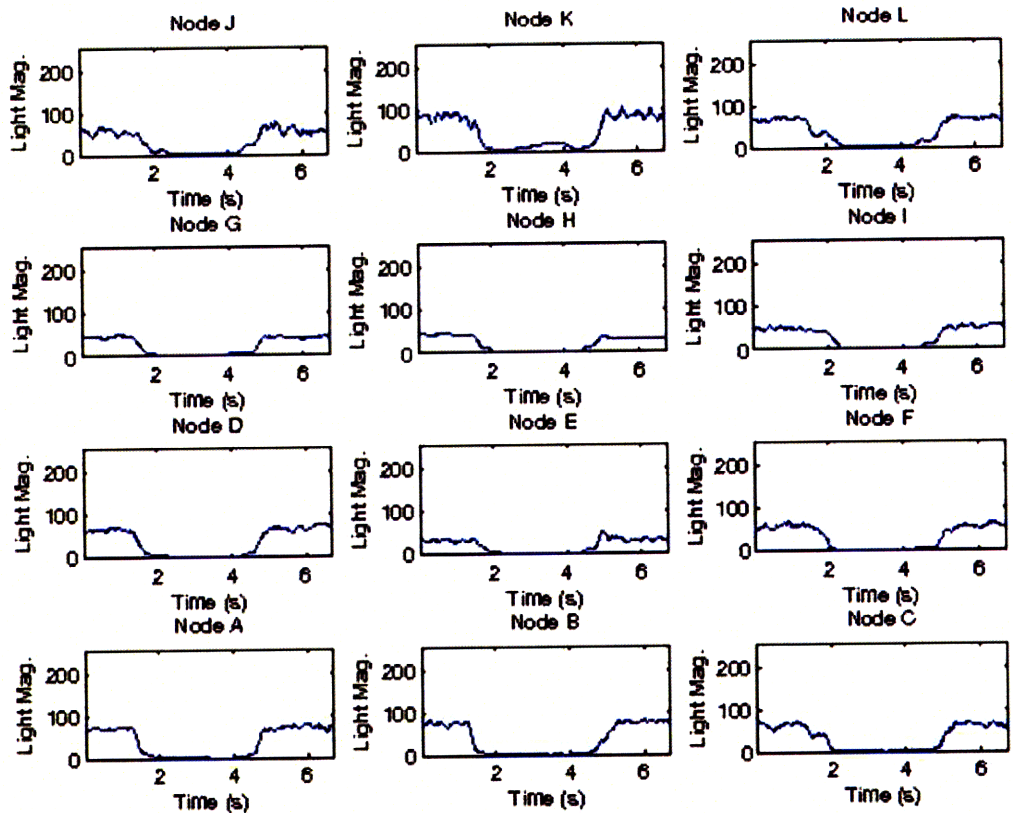 Node J
Node K
Node L
Light Mag.
200
100
0
2
4
6
Time (s)
Light Mag.
200
100
0
2
4
6
Time (s)
Light Mag.
200
100
0
2
4
6
Time (s)
Node G
Node H
Node I
Light Mag.
200
100
0
2
4
6
Time (s)
Light Mag.
200
100
0
2
4
6
Time (s)
Light Mag.
200
100
0
2
4
6
Time (s)
Node D
Node E
Node F
Light Mag.
200
100
0
2
4
6
Time (s)
Light Mag.
200
100
0
2
4
6
Time (s)
Light Mag.
200
100
0
2
4
6
Time (s)
Node A
Node B
Node C
Light Mag.
200
100
0
2
4
6
Time (s)
Light Mag.
200
100
0
2
4
6
Time (s)
Light Mag.
200
100
0
2
4
6
Time (s)